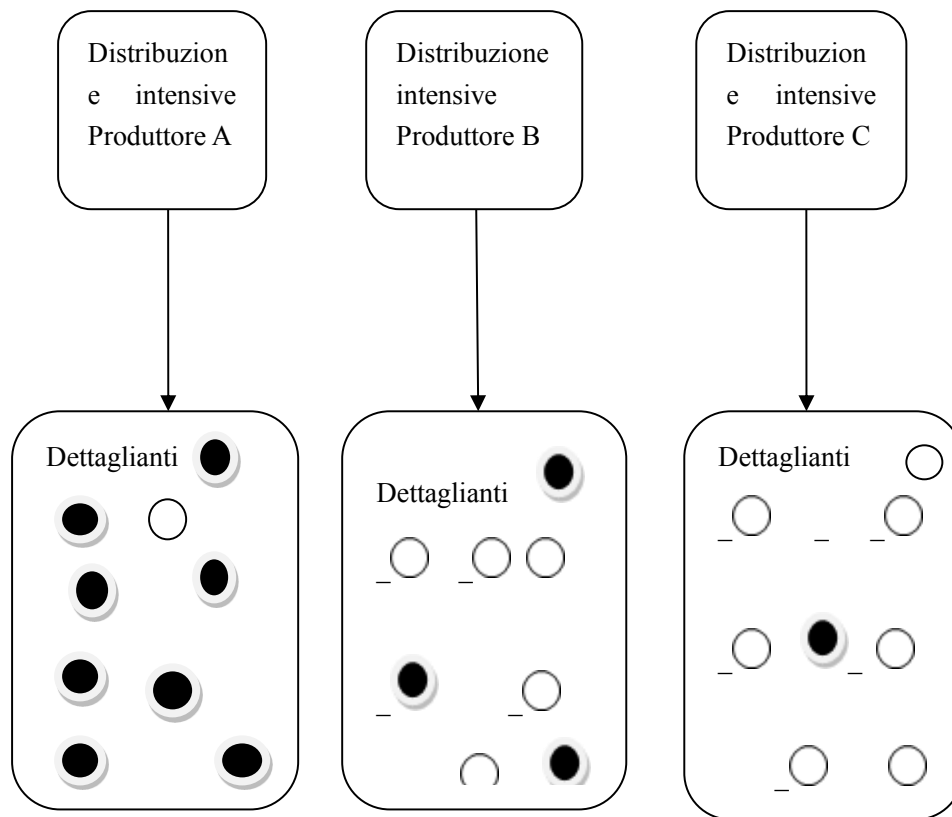 Distribuzion
e intensive
Produttore A
Distribuzione
intensive
Produttore B
Distribuzion
e intensive
Produttore C
Dettaglianti
Dettaglianti
Dettaglianti
_ _
_ _ _
_ _
_ _
_